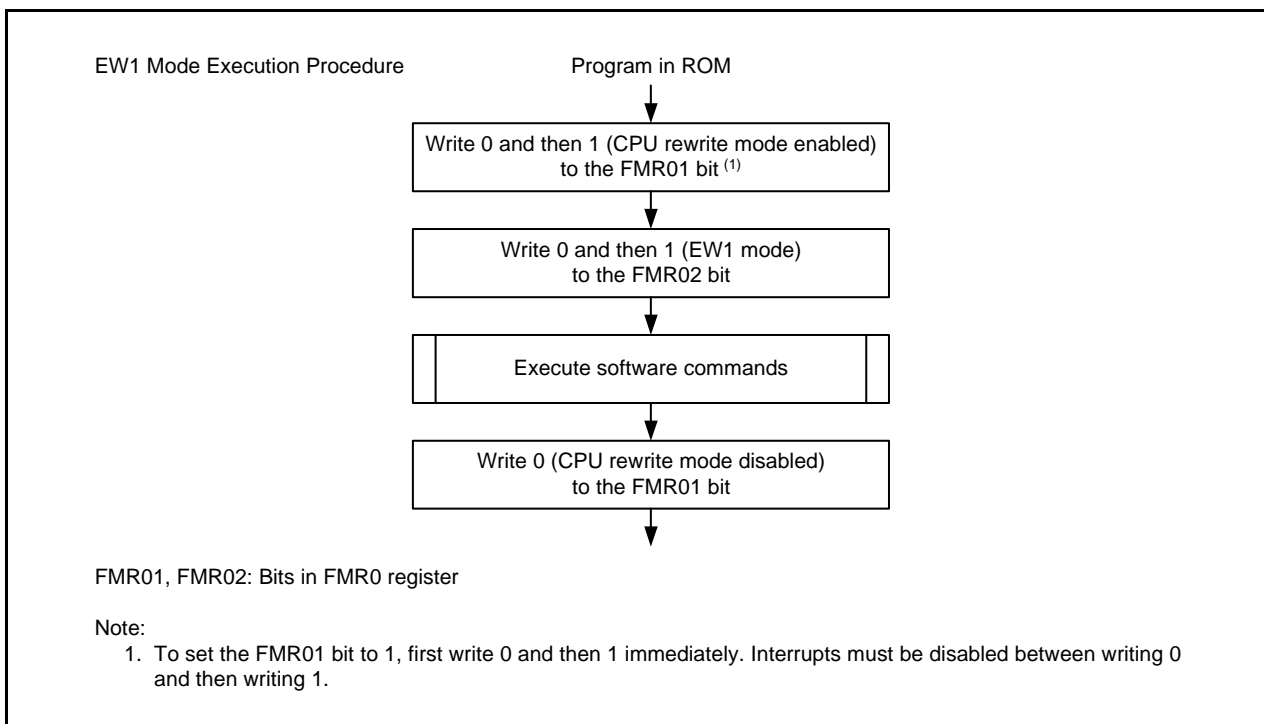 EW1 Mode Execution Procedure
Program in ROM
Write 0 and then 1 (CPU rewrite mode enabled)
to the FMR01 bit (1)
Write 0 and then 1 (EW1 mode)
to the FMR02 bit
Execute software commands
Write 0 (CPU rewrite mode disabled)
to the FMR01 bit
FMR01, FMR02: Bits in FMR0 register
Note:
1. To set the FMR01 bit to 1, first write 0 and then 1 immediately. Interrupts must be disabled between writing 0
and then writing 1.